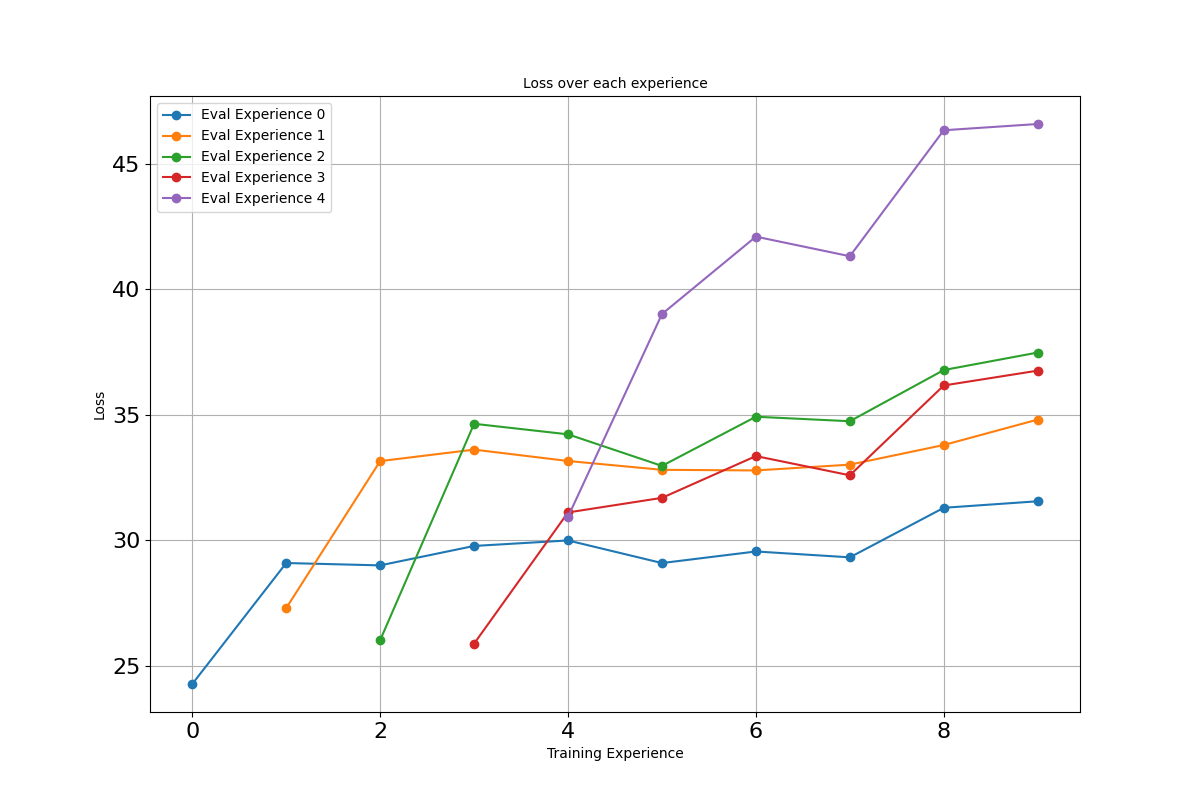 Loss over each experience
Eval Experience 0
Eval Experience 1
Eval Experience 2
Eval Experience 3
Eval Experience 4
45
40
35
30
25
Loss
0 2 4 6 8
Training Experience